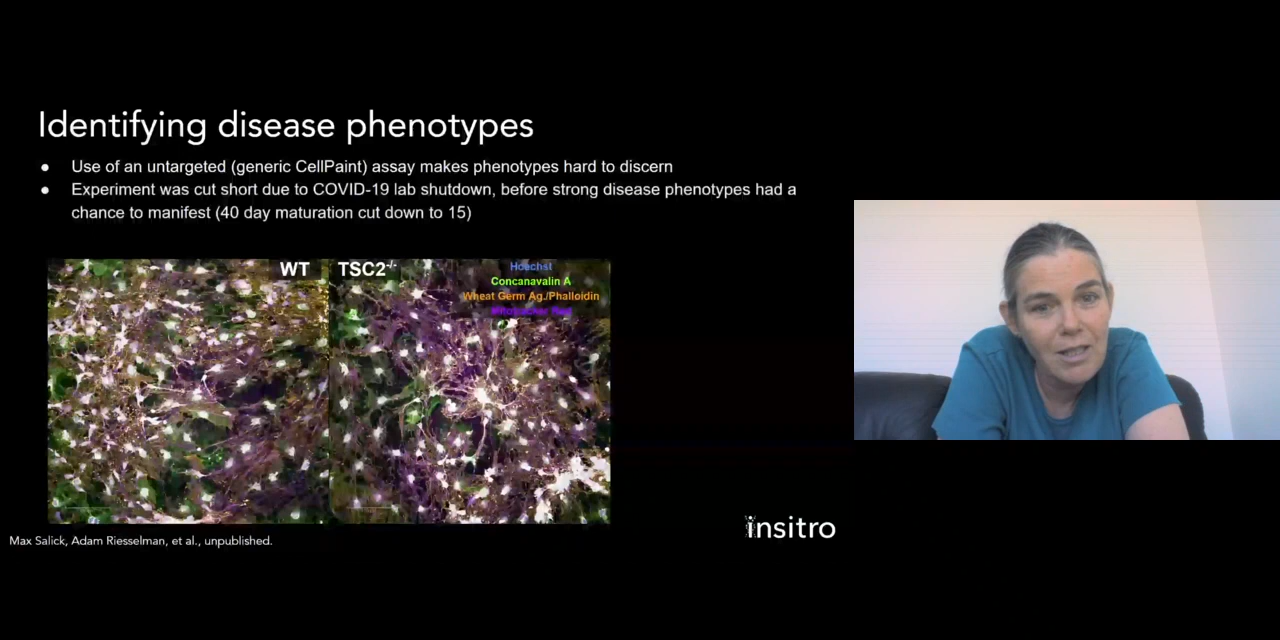 Identifying disease phenotypes
● Use of an untargeted (generic CellPaint) assay makes phenotypes hard to discern
● Experiment was cut short due to COVID-19 lab shutdown, before strong disease phenotypes had a
chance to manifest (40 day maturation cut down to 15)
WT
TSC2-/-
Hoechst
Concanavalin A
Wheat Germ Ag./Phalloidin
Max Salick, Adam Riesselman, et al., unpublished.
insitro